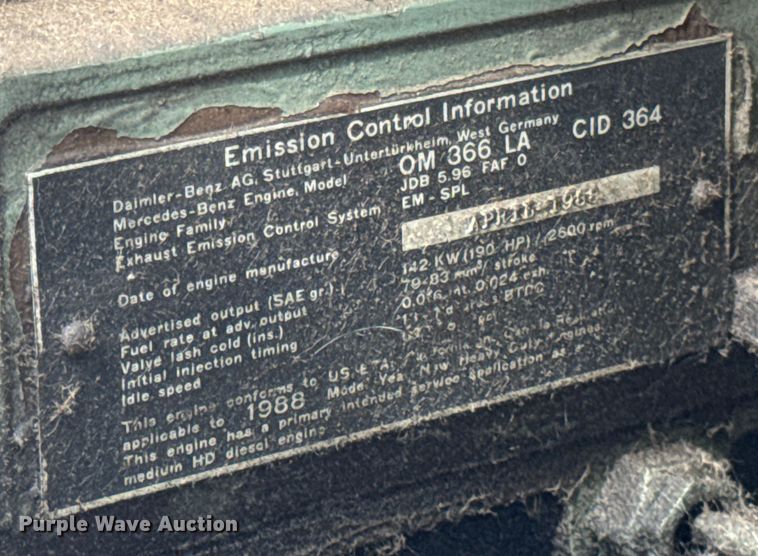 Emission Control Information
Daimler-Benz AG, Stuttgart-Untertürkheim, West Germany
Mercedes-Benz Engine, Model OM 366 LA CID 364
Engine Family JDB 5.96 FAF 0
Exhaust Emission Control System EM-SPL
Date of engine manufacture APRIL
Advertised output (SAE gr.) 142 KW (190 HP) / 2600 rpm
Fuel rate at adv. output 79-83 mm³/ stroke
Valve lash cold (ins.) 0.016 int. 0.024 exh.
Initial injection timing BTDC
Idle speed
This engine conforms to U.S.
applicable to 1988 Model Year New Heavy Duty Engines
This engine has a primary intended service application as a
medium HD diesel engine
Purple Wave Auction